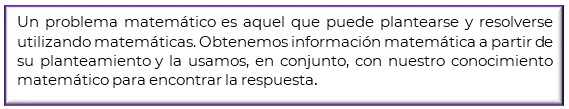 Un problema matemático es aquel que puede plantearse y resolverse
utilizando matemáticas. Obtenemos información matemática a partir de
su planteamiento y la usamos, en conjunto, con nuestro conocimiento
matemático para encontrar la respuesta.